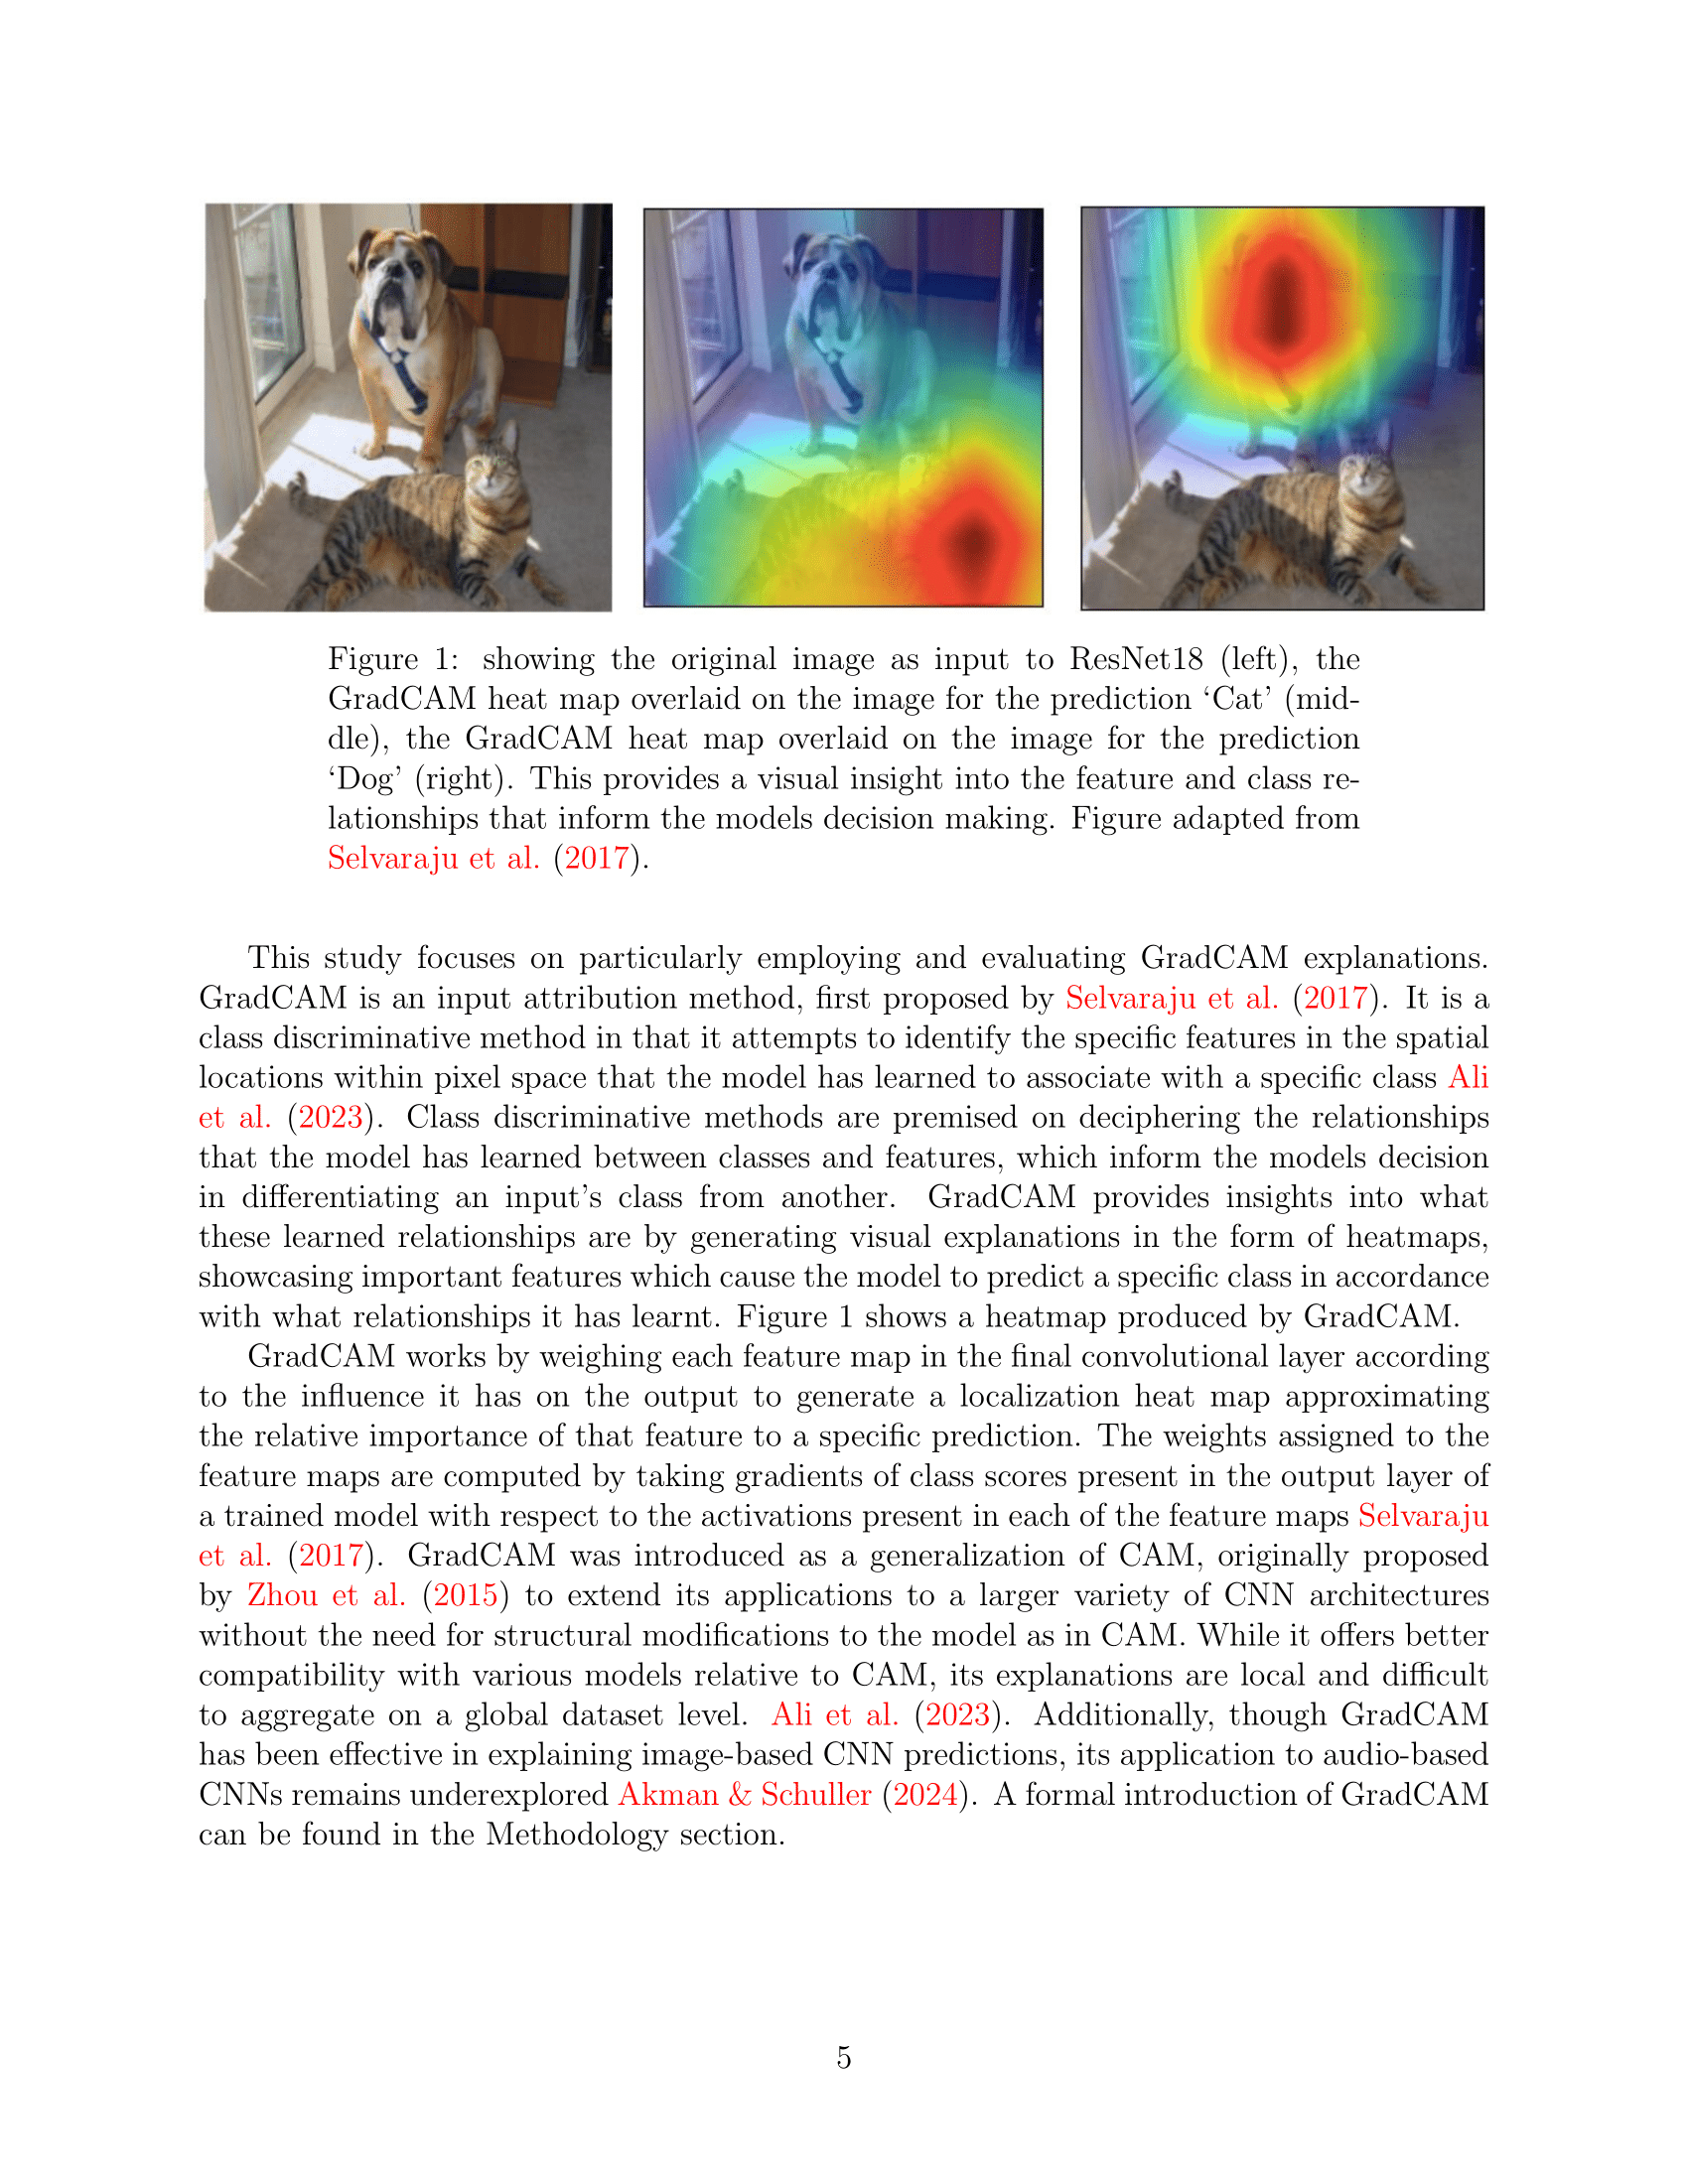 Figure 1: showing the original image as input to ResNet18 (left), the
GradCAM heat map overlaid on the image for the prediction ‘Cat’ (mid-
dle), the GradCAM heat map overlaid on the image for the prediction
‘Dog’ (right). This provides a visual insight into the feature and class re-
lationships that inform the models decision making. Figure adapted from
Selvaraju et al. (2017).
This study focuses on particularly employing and evaluating GradCAM explanations.
GradCAM is an input attribution method, first proposed by Selvaraju et al. (2017). It is a
class discriminative method in that it attempts to identify the specific features in the spatial
locations within pixel space that the model has learned to associate with a specific class Ali
et al. (2023). Class discriminative methods are premised on deciphering the relationships
that the model has learned between classes and features, which inform the models decision
in differentiating an input’s class from another. GradCAM provides insights into what
these learned relationships are by generating visual explanations in the form of heatmaps,
showcasing important features which cause the model to predict a specific class in accordance
with what relationships it has learnt. Figure 1 shows a heatmap produced by GradCAM.
GradCAM works by weighing each feature map in the final convolutional layer according
to the influence it has on the output to generate a localization heat map approximating
the relative importance of that feature to a specific prediction. The weights assigned to the
feature maps are computed by taking gradients of class scores present in the output layer of
a trained model with respect to the activations present in each of the feature maps Selvaraju
et al. (2017). GradCAM was introduced as a generalization of CAM, originally proposed
by Zhou et al. (2015) to extend its applications to a larger variety of CNN architectures
without the need for structural modifications to the model as in CAM. While it offers better
compatibility with various models relative to CAM, its explanations are local and difficult
to aggregate on a global dataset level. Ali et al. (2023). Additionally, though GradCAM
has been effective in explaining image-based CNN predictions, its application to audio-based
CNNs remains underexplored Akman & Schuller (2024). A formal introduction of GradCAM
can be found in the Methodology section.
5